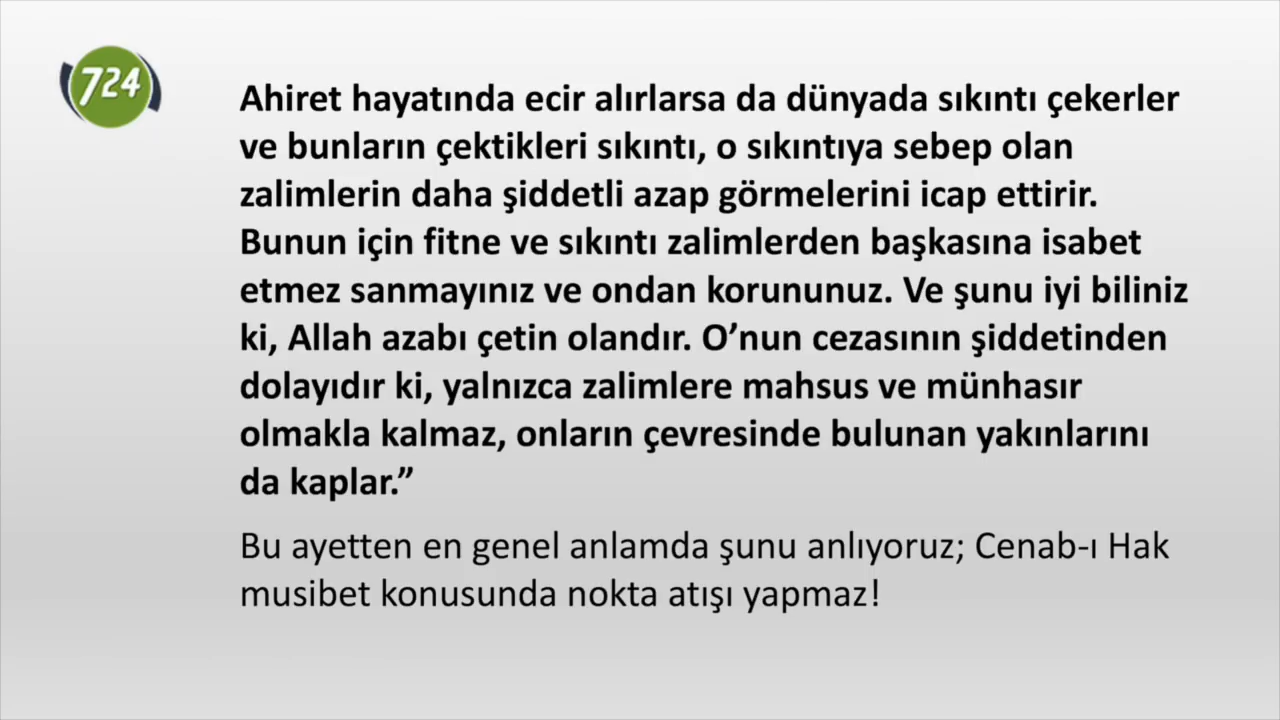 724
Ahiret hayatında ecir alırlarsa da dünyada sıkıntı çekerler
ve bunların çektikleri sıkıntı, o sıkıntıya sebep olan
zalimlerin daha şiddetli azap görmelerini icap ettirir.
Bunun için fitne ve sıkıntı zalimlerden başkasına isabet
etmez sanmayınız ve ondan korununuz. Ve şunu iyi biliniz
ki, Allah azabı çetin olandır. O’nun cezasının şiddetinden
dolayıdır ki, yalnızca zalimlere mahsus ve münhasır
olmakla kalmaz, onların çevresinde bulunan yakınlarını
da kaplar.”
Bu ayetten en genel anlamda şunu anlıyoruz; Cenab-ı Hak
musibet konusunda nokta atışı yapmaz!